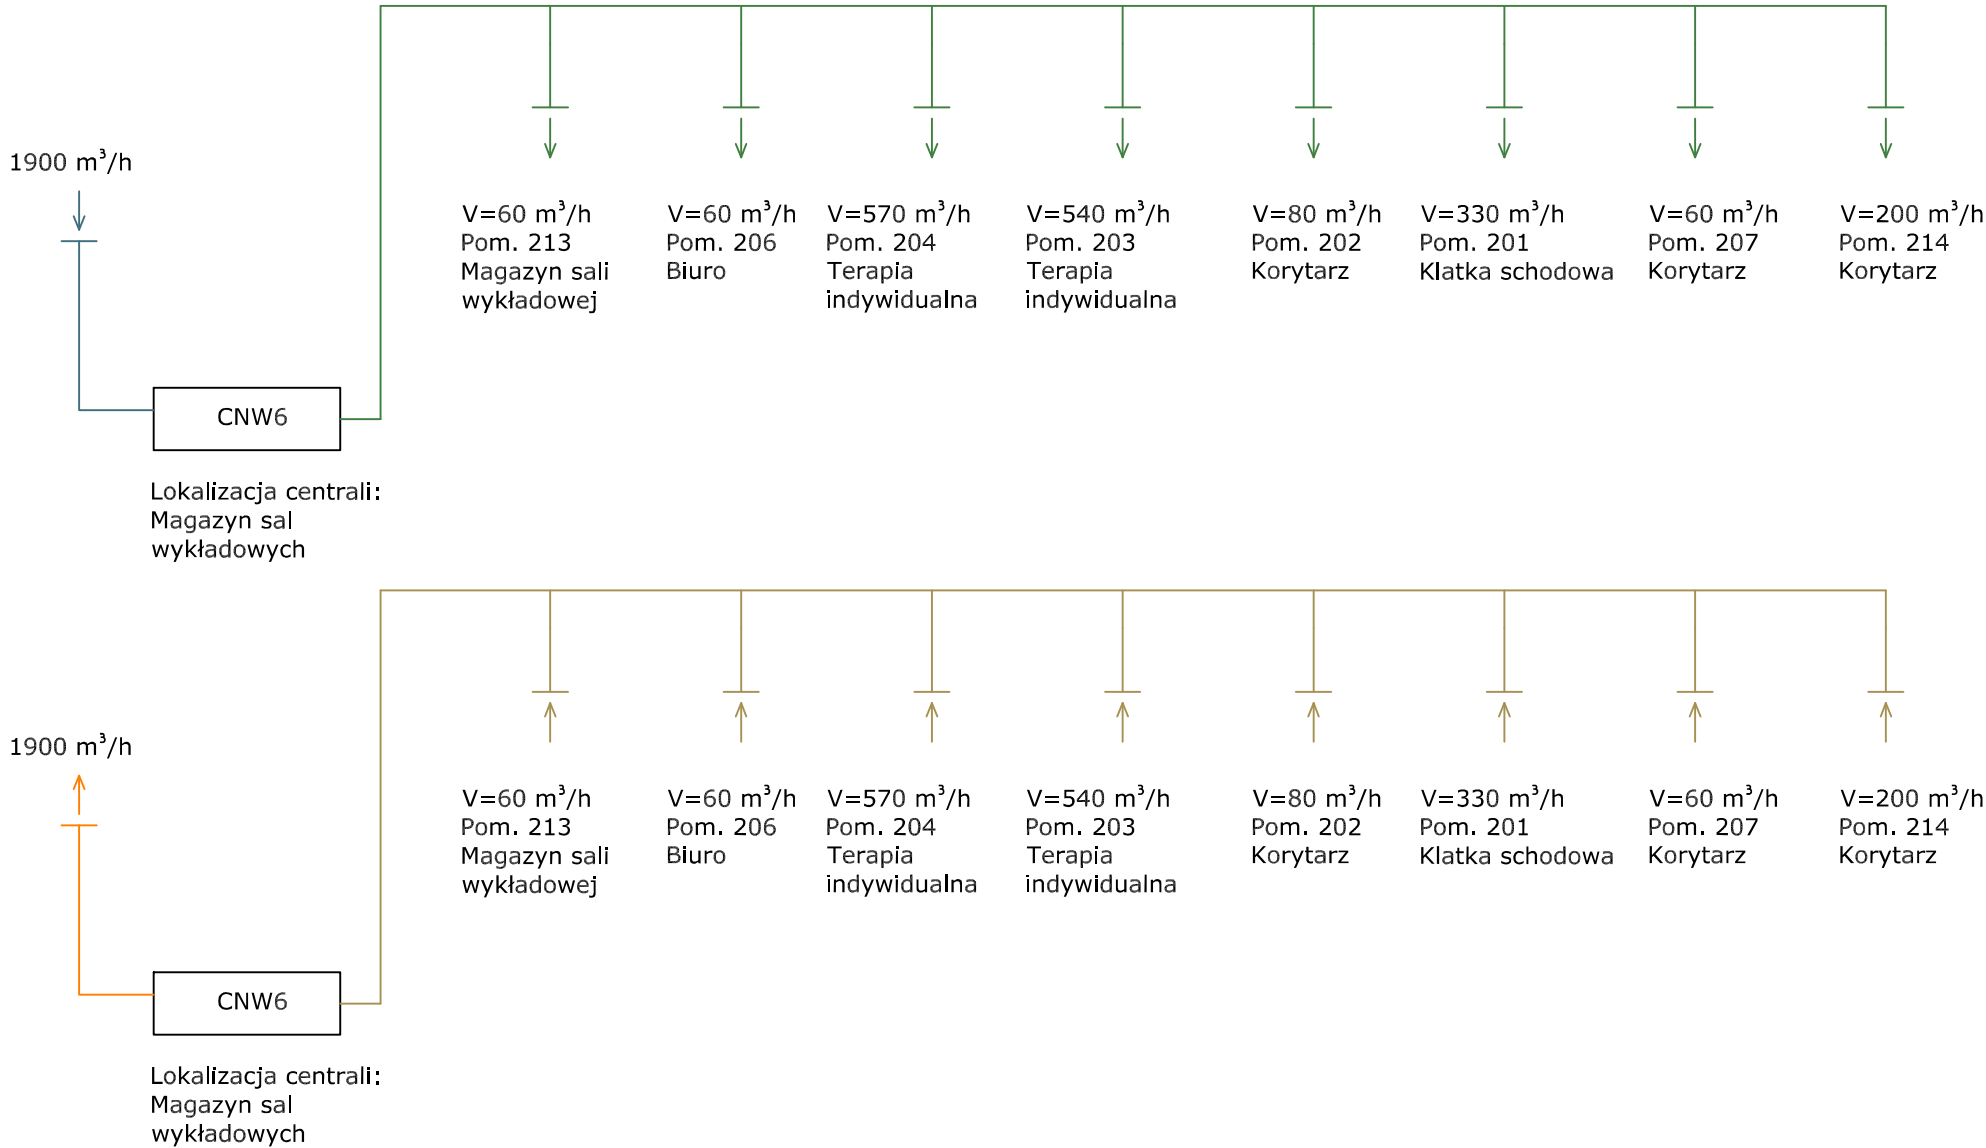 1900 m³/h
V=60 m³/h
Pom. 213
Magazyn sali
wykładowej
V=60 m³/h
Pom. 206
Biuro
V=570 m³/h
Pom. 204
Terapia
indywidualna
V=540 m³/h
Pom. 203
Terapia
indywidualna
V=80 m³/h
Pom. 202
Korytarz
V=330 m³/h
Pom. 201
Klatka schodowa
V=60 m³/h
Pom. 207
Korytarz
V=200 m³/h
Pom. 214
Korytarz
CNW6
Lokalizacja centrali:
Magazyn sal
wykładowych
1900 m³/h
V=60 m³/h
Pom. 213
Magazyn sali
wykładowej
V=60 m³/h
Pom. 206
Biuro
V=570 m³/h
Pom. 204
Terapia
indywidualna
V=540 m³/h
Pom. 203
Terapia
indywidualna
V=80 m³/h
Pom. 202
Korytarz
V=330 m³/h
Pom. 201
Klatka schodowa
V=60 m³/h
Pom. 207
Korytarz
V=200 m³/h
Pom. 214
Korytarz
CNW6
Lokalizacja centrali:
Magazyn sal
wykładowych